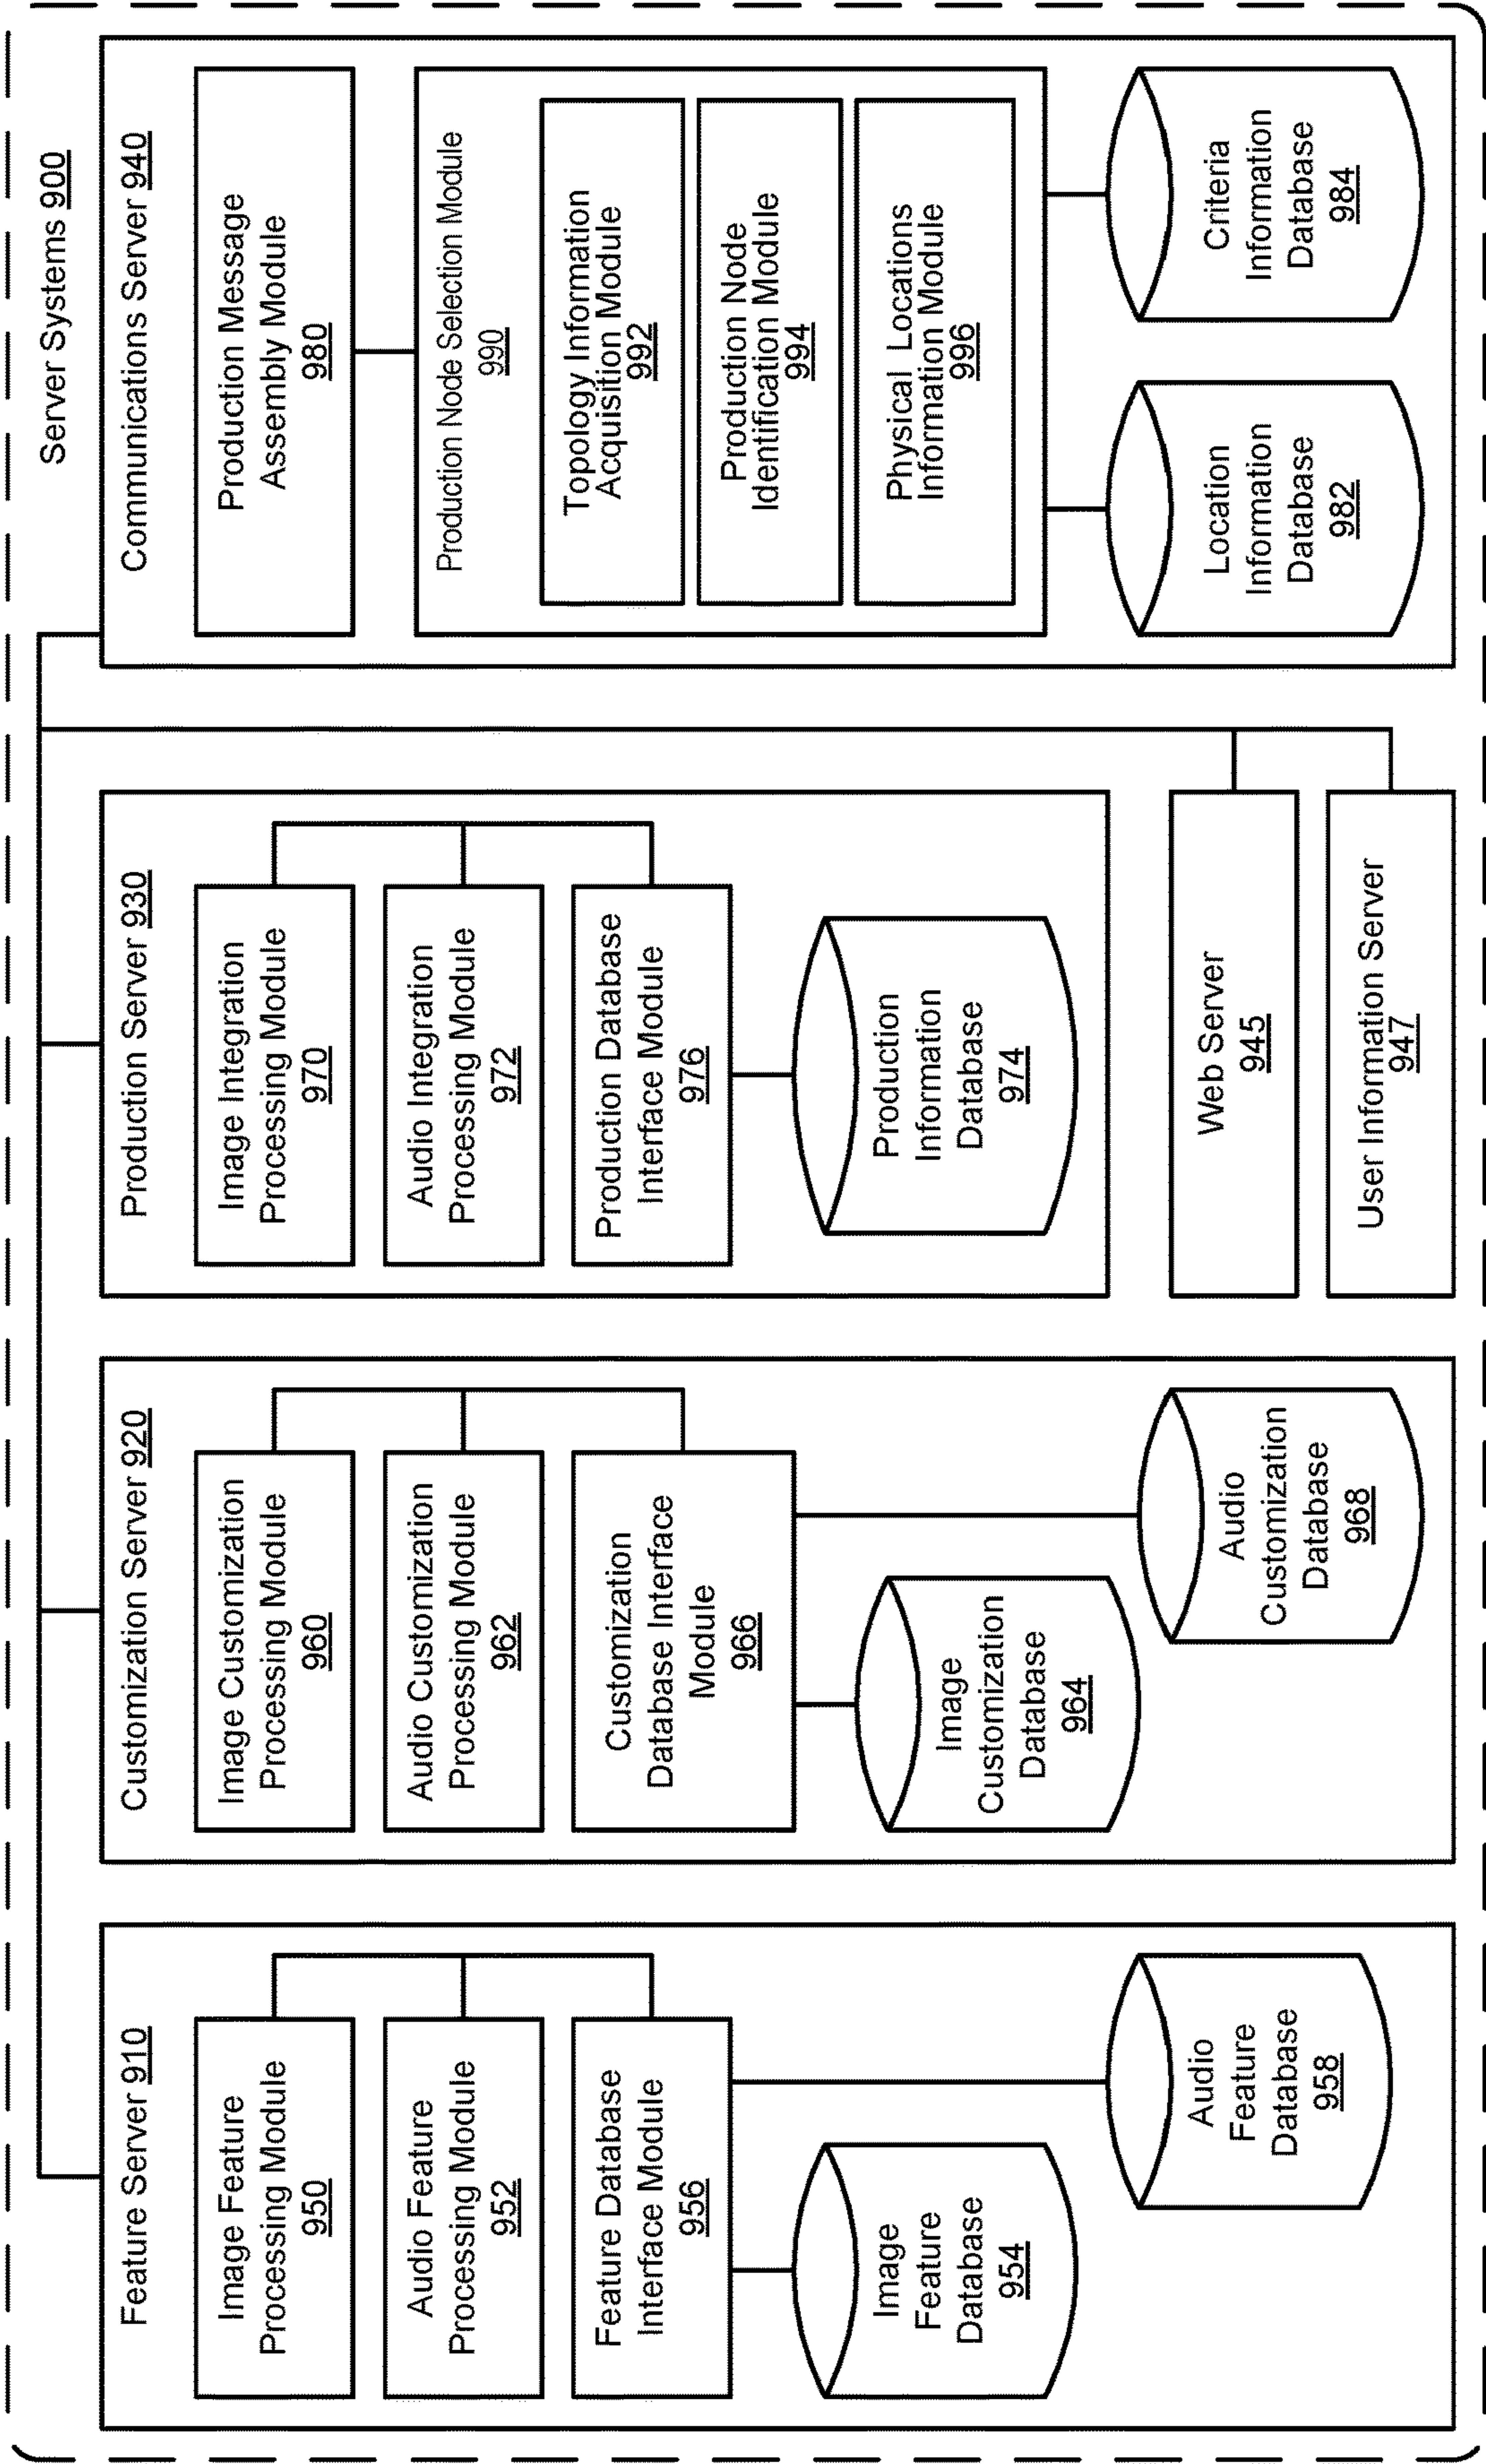 Server Systems 900
Feature Server 910
Image Feature
Processing Module
950
Audio Feature
Processing Module
952
Feature Database
Interface Module
956
Image
Feature
Database
954
Audio
Feature
Database
958
Customization Server 920
Image Customization
Processing Module
960
Audio Customization
Processing Module
962
Customization
Database Interface
Module
966
Image
Customization
Database
964
Audio
Customization
Database
968
Production Server 930
Image Integration
Processing Module
970
Audio Integration
Processing Module
972
Production Database
Interface Module
976
Production
Information
Database
974
Web Server
945
User Information Server
947
Communications Server 940
Production Message
Assembly Module
980
Production Node Selection Module
990
Topology Information
Acquisition Module
992
Production Node
Identification Module
994
Physical Locations
Information Module
996
Location
Information
Database
982
Criteria
Information
Database
984